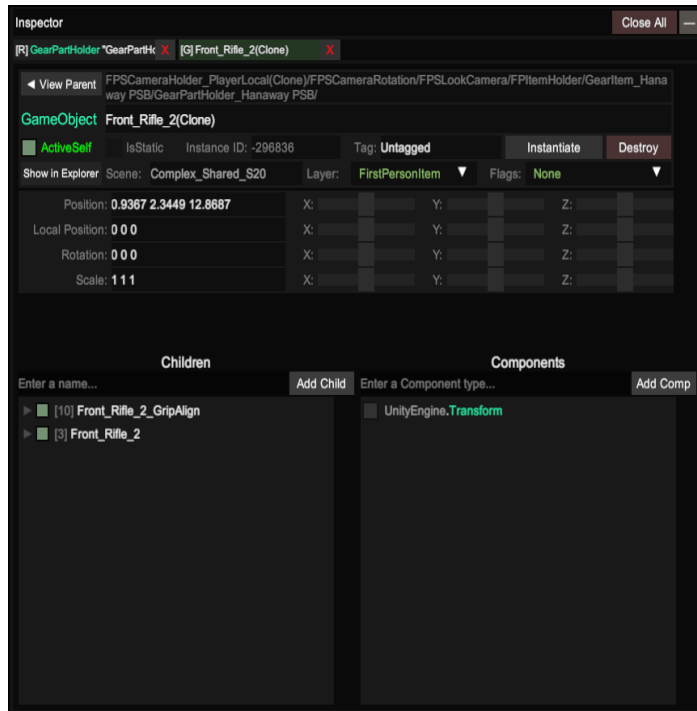 Inspector
Close All —
[R] GearPartHolder "GearPartHc X [G] Front_Rifle_2(Clone) X
◄ View Parent FPSCameraHolder_PlayerLocal(Clone)/FPSCameraRotation/FPSLookCamera/FPItemHolder/GearItem_Hana
way PSB/GearPartHolder_Hanaway PSB/
GameObject Front_Rifle_2(Clone)
ActiveSelf IsStatic Instance ID: -296836 Tag: Untagged Instantiate Destroy
Show in Explorer Scene: Complex_Shared_S20 Layer: FirstPersonItem ▼ Flags: None ▼
Position: 0.9367 2.3449 12.8687 X: Y: Z:
Local Position: 0 0 0 X: Y: Z:
Rotation: 0 0 0 X: Y: Z:
Scale: 1 1 1 X: Y: Z:
Children
Enter a name... Add Child
► [10] Front_Rifle_2_GripAlign
► [3] Front_Rifle_2
Components
Enter a Component type... Add Comp
UnityEngine.Transform